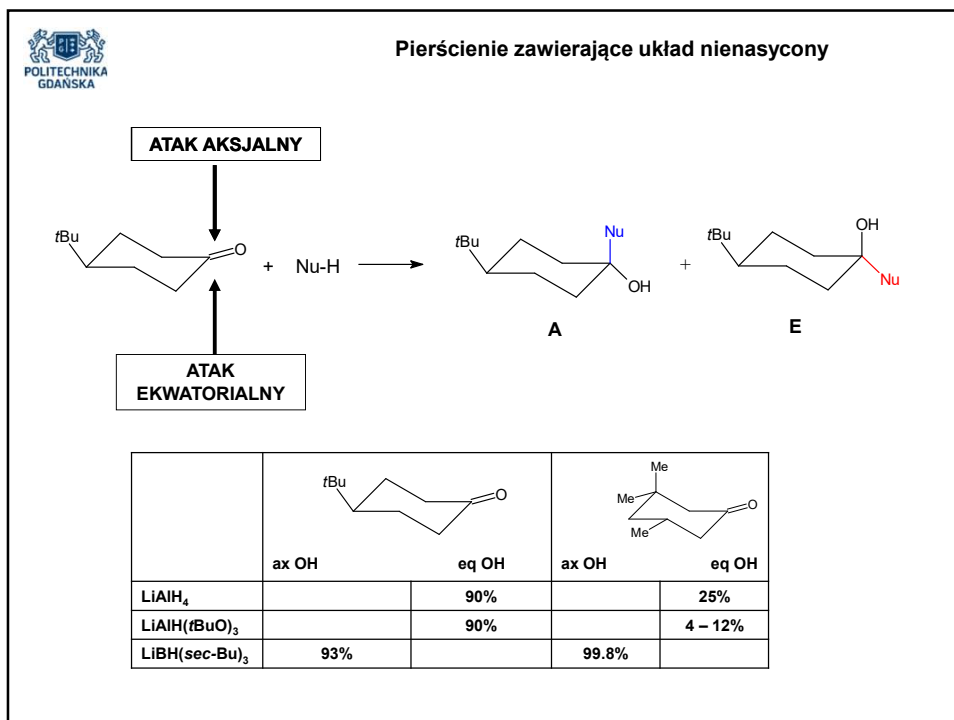 POLITECHNIKA
GDAŃSKA
Pierścienie zawierające układ nienasycony
ATAK AKSJALNY
tBu
O
+ Nu-H
tBu
Nu
OH
A
+
tBu
OH
Nu
E
ATAK
EKWATORIALNY
tBu
O
Me
Me
Me
O
ax OH eq OH ax OH eq OH
LiAlH4 90% 25%
LiAlH(tBuO)3 90% 4 – 12%
LiBH(sec-Bu)3 93% 99.8%